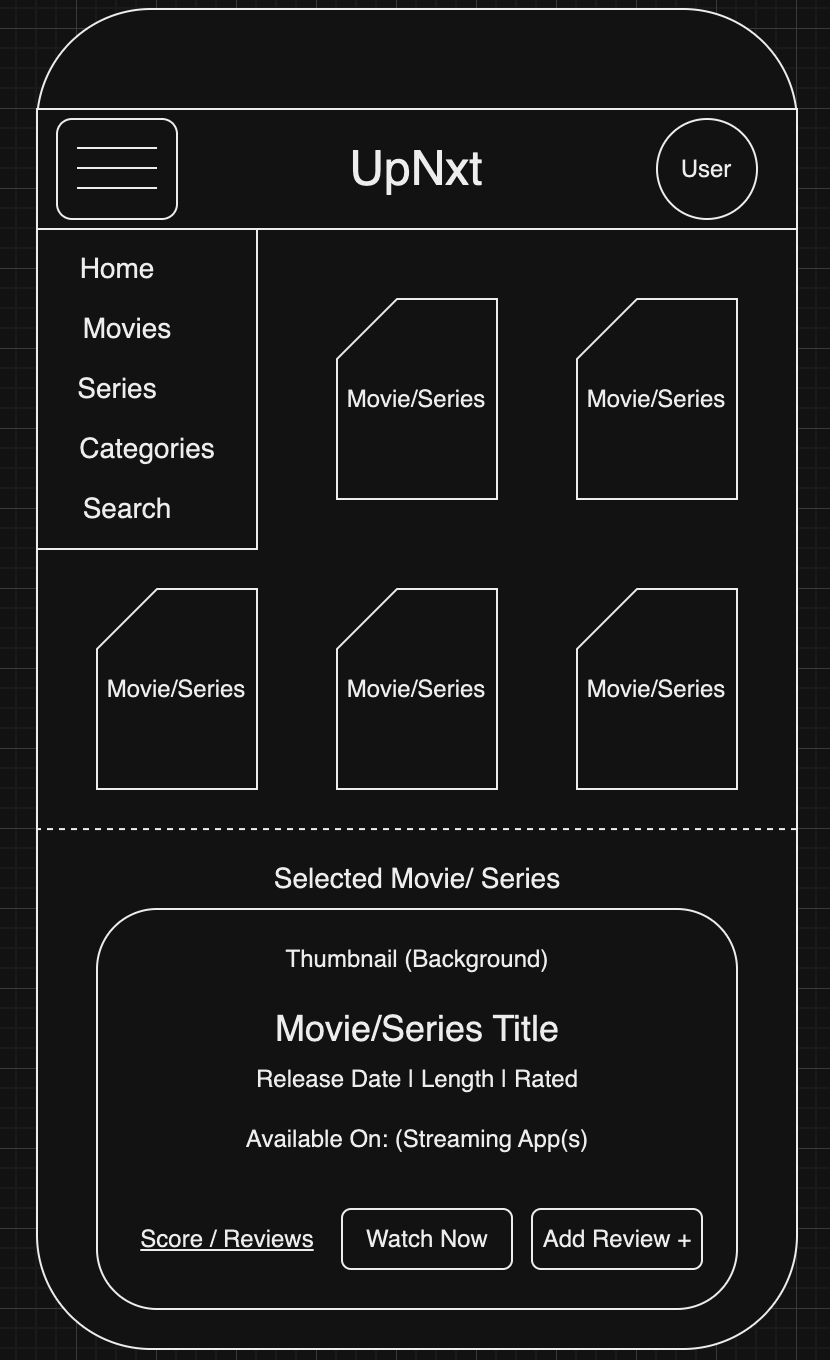 UpNxt
User
Home
Movies
Series
Categories
Search
Movie/Series
Movie/Series
Movie/Series
Movie/Series
Movie/Series
Selected Movie/ Series
Thumbnail (Background)
Movie/Series Title
Release Date | Length | Rated
Available On: (Streaming App(s)
Score / Reviews
Watch Now
Add Review +